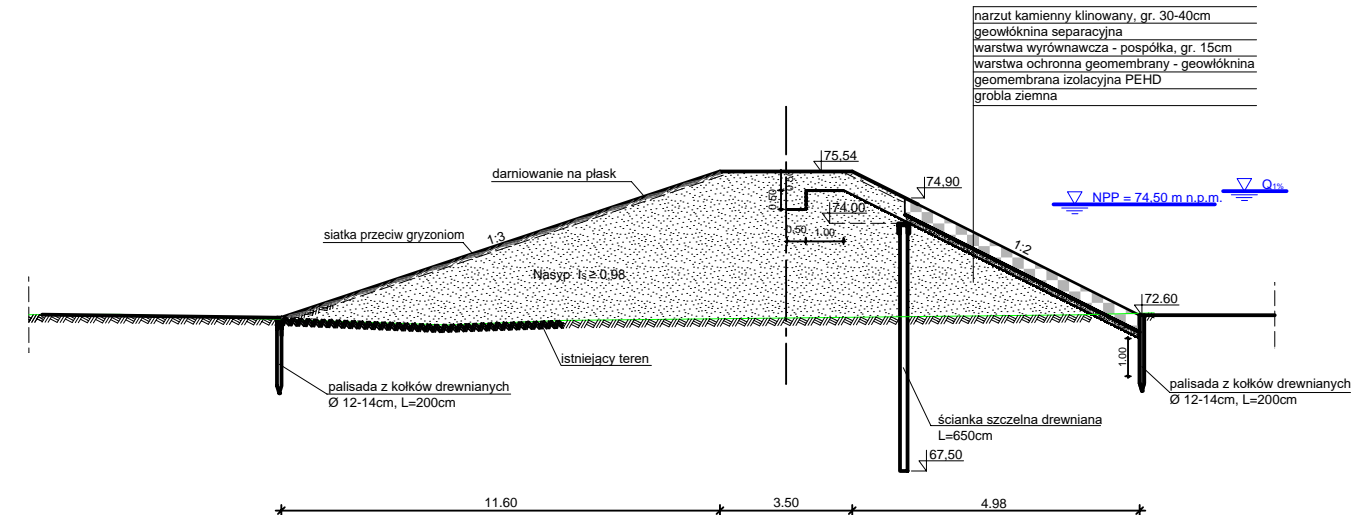 narzut kamienny klinowany, gr. 30-40cm
geowłóknina separacyjna
warstwa wyrównawcza - pospółka, gr. 15cm
warstwa ochronna geomembrany - geowłóknina
geomembrana izolacyjna PEHD
grobla ziemna
75,54
darniowanie na płask
74,90
Q1%
NPP = 74,50 m n.p.m.
0.50
74.00
siatka przeciw gryzoniom
1:3
0.50
1.00
1:2
Nasyp: Is ≥ 0,98
72.60
istniejący teren
1.00
palisada z kołków drewnianych
Ø 12-14cm, L=200cm
palisada z kołków drewnianych
Ø 12-14cm, L=200cm
ścianka szczelna drewniana
L=650cm
67,50
11.60
3.50
4.98